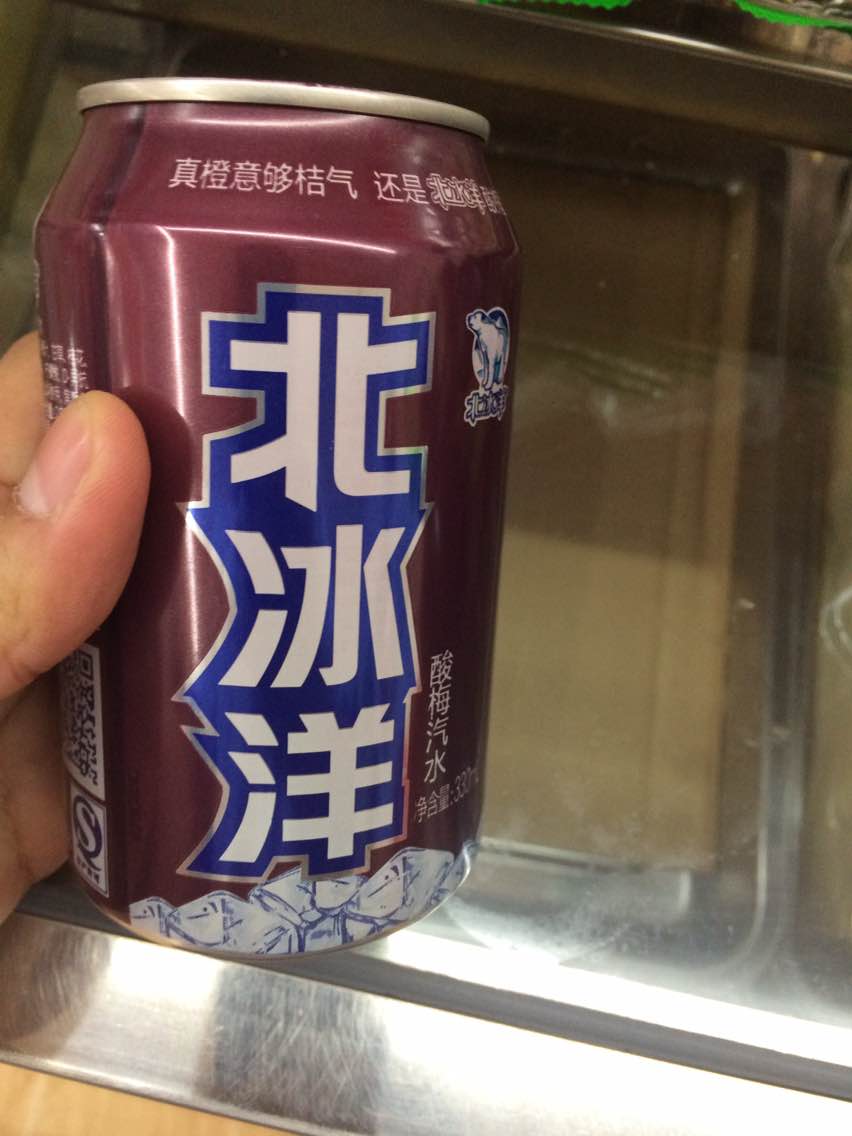 真橙意够桔气 还是北冰洋
北冰洋
北冰洋
酸梅汽水
净含量:330mL